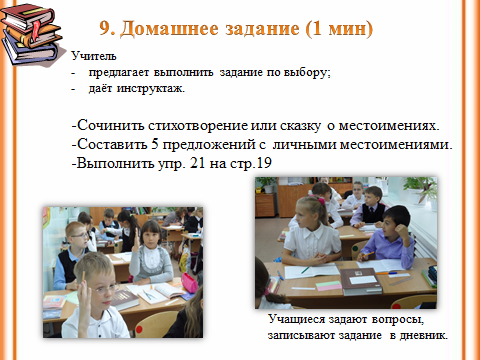 9. Домашнее задание (1 мин)
Учитель
- предлагает выполнить задание по выбору;
- даёт инструктаж.
-Сочинить стихотворение или сказку о местоимениях.
-Составить 5 предложений с личными местоимениями.
-Выполнить упр. 21 на стр.19
Учащиеся задают вопросы,
записывают задание в дневник.